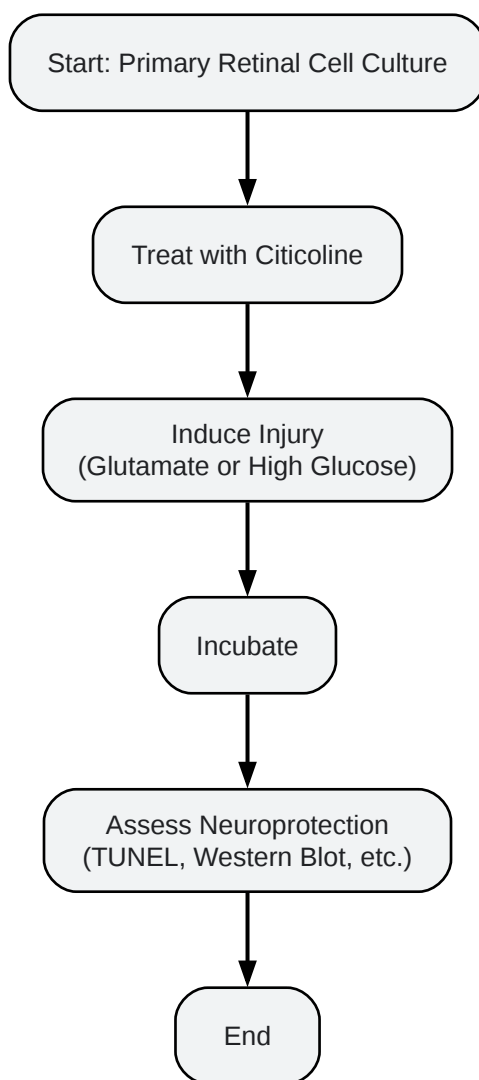 Start: Primary Retinal Cell Culture
Treat with Citicoline
Induce Injury
(Glutamate or High Glucose)
Incubate
Assess Neuroprotection
(TUNEL, Western Blot, etc.)
End